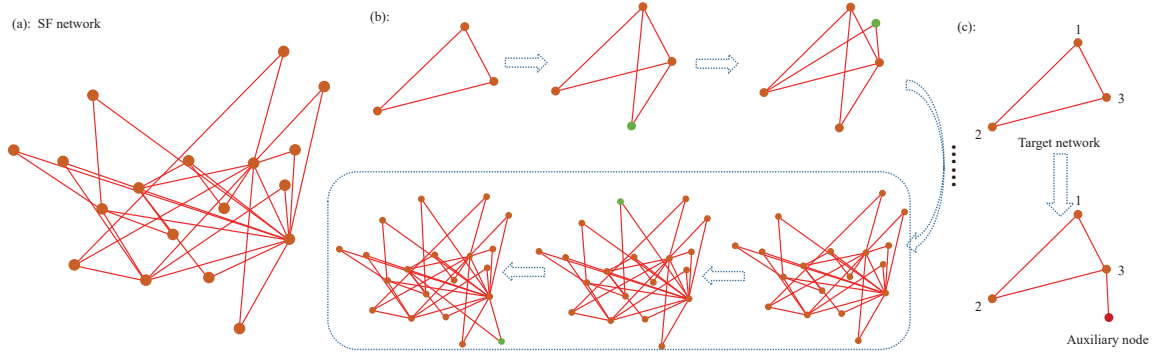 (a): SF network
(b):
(c):
1
3
2
Target network
1
3
2
Auxiliary node